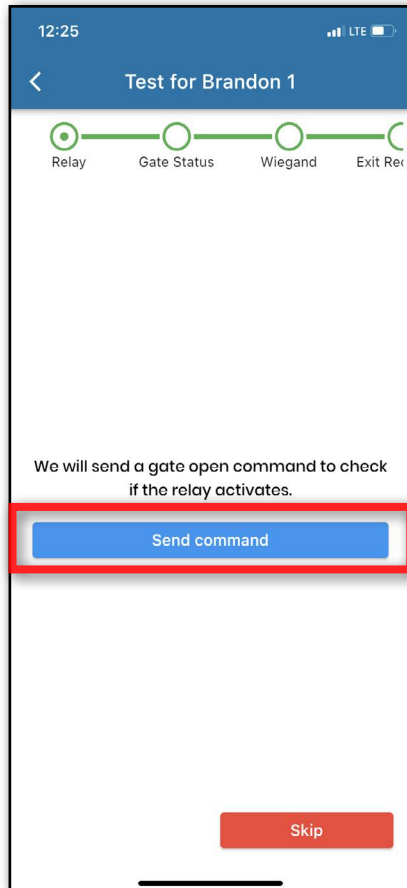 12:25 LTE
Test for Brandon 1
Relay Gate Status Wiegand Exit Rec
We will send a gate open command to check
if the relay activates.
Send command
Skip